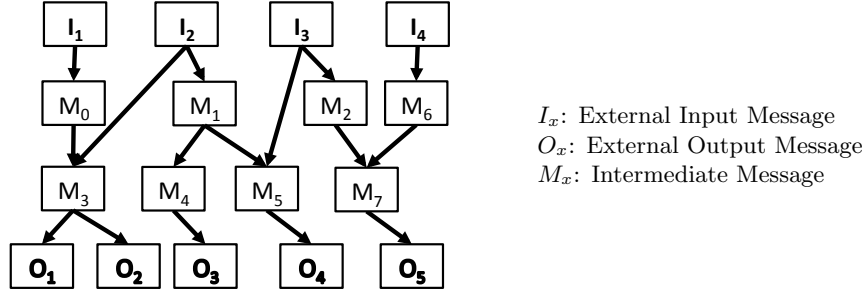 I₁ I₂ I₃ I₄
M₀ M₁ M₂ M₆
M₃ M₄ M₅ M₇
O₁ O₂ O₃ O₄ O₅
Iₓ: External Input Message
Oₓ: External Output Message
Mₓ: Intermediate Message